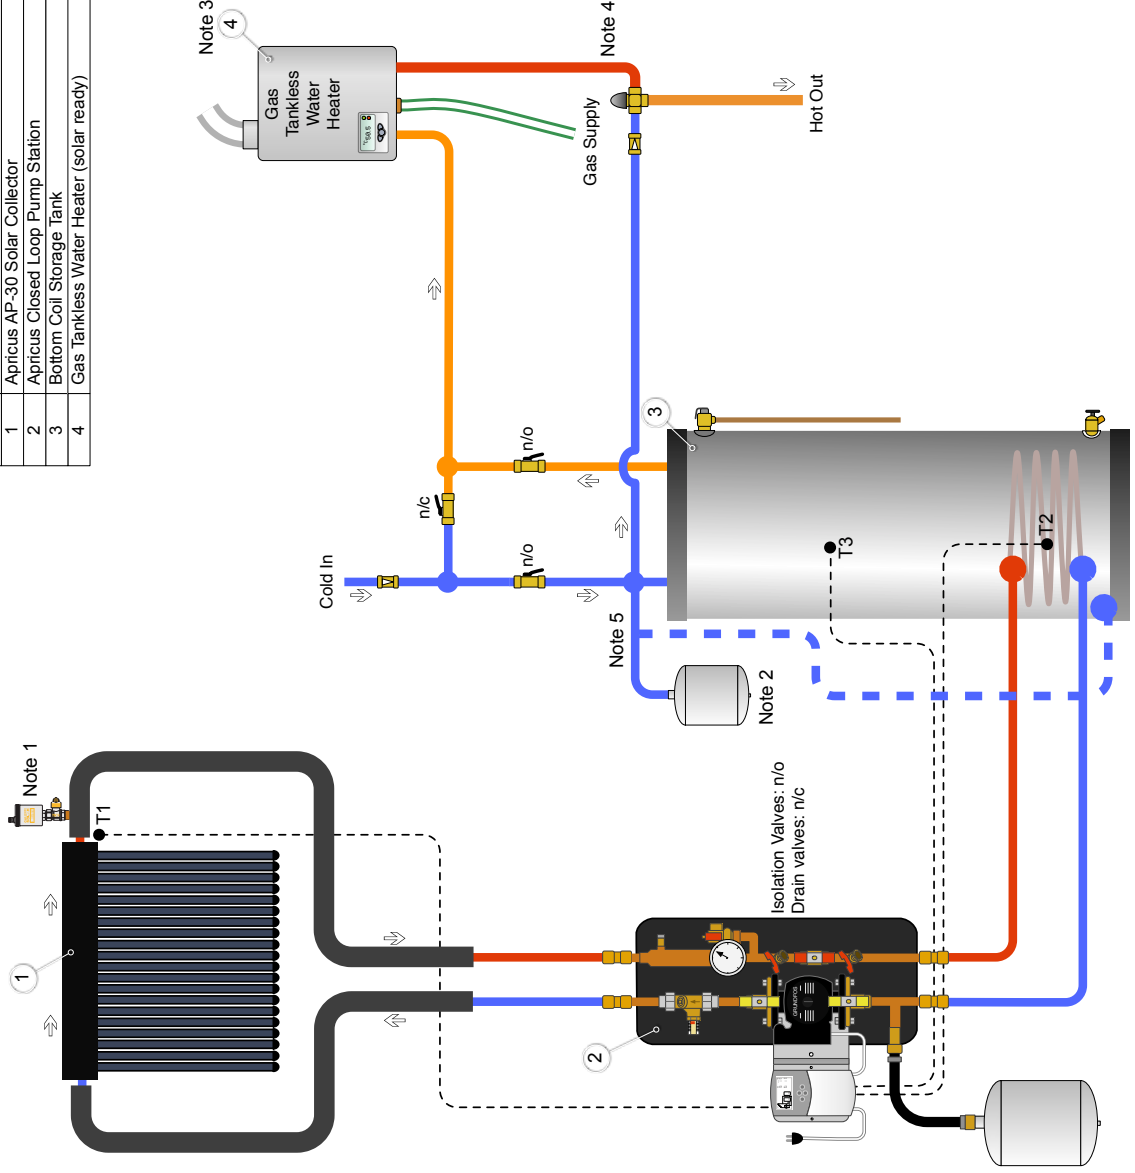 1 Apricus AP-30 Solar Collector
2 Apricus Closed Loop Pump Station
3 Bottom Coil Storage Tank
4 Gas Tankless Water Heater (solar ready)
Note 3
4
Gas
Tankless
Water
Heater
Note 4
Gas Supply
Hot Out
n/c
n/o
Cold In
n/o
3
T3
T2
Note 5
Note 2
Note 1
T1
1
Isolation Valves: n/o
Drain valves: n/c
2
GRUNDFOS